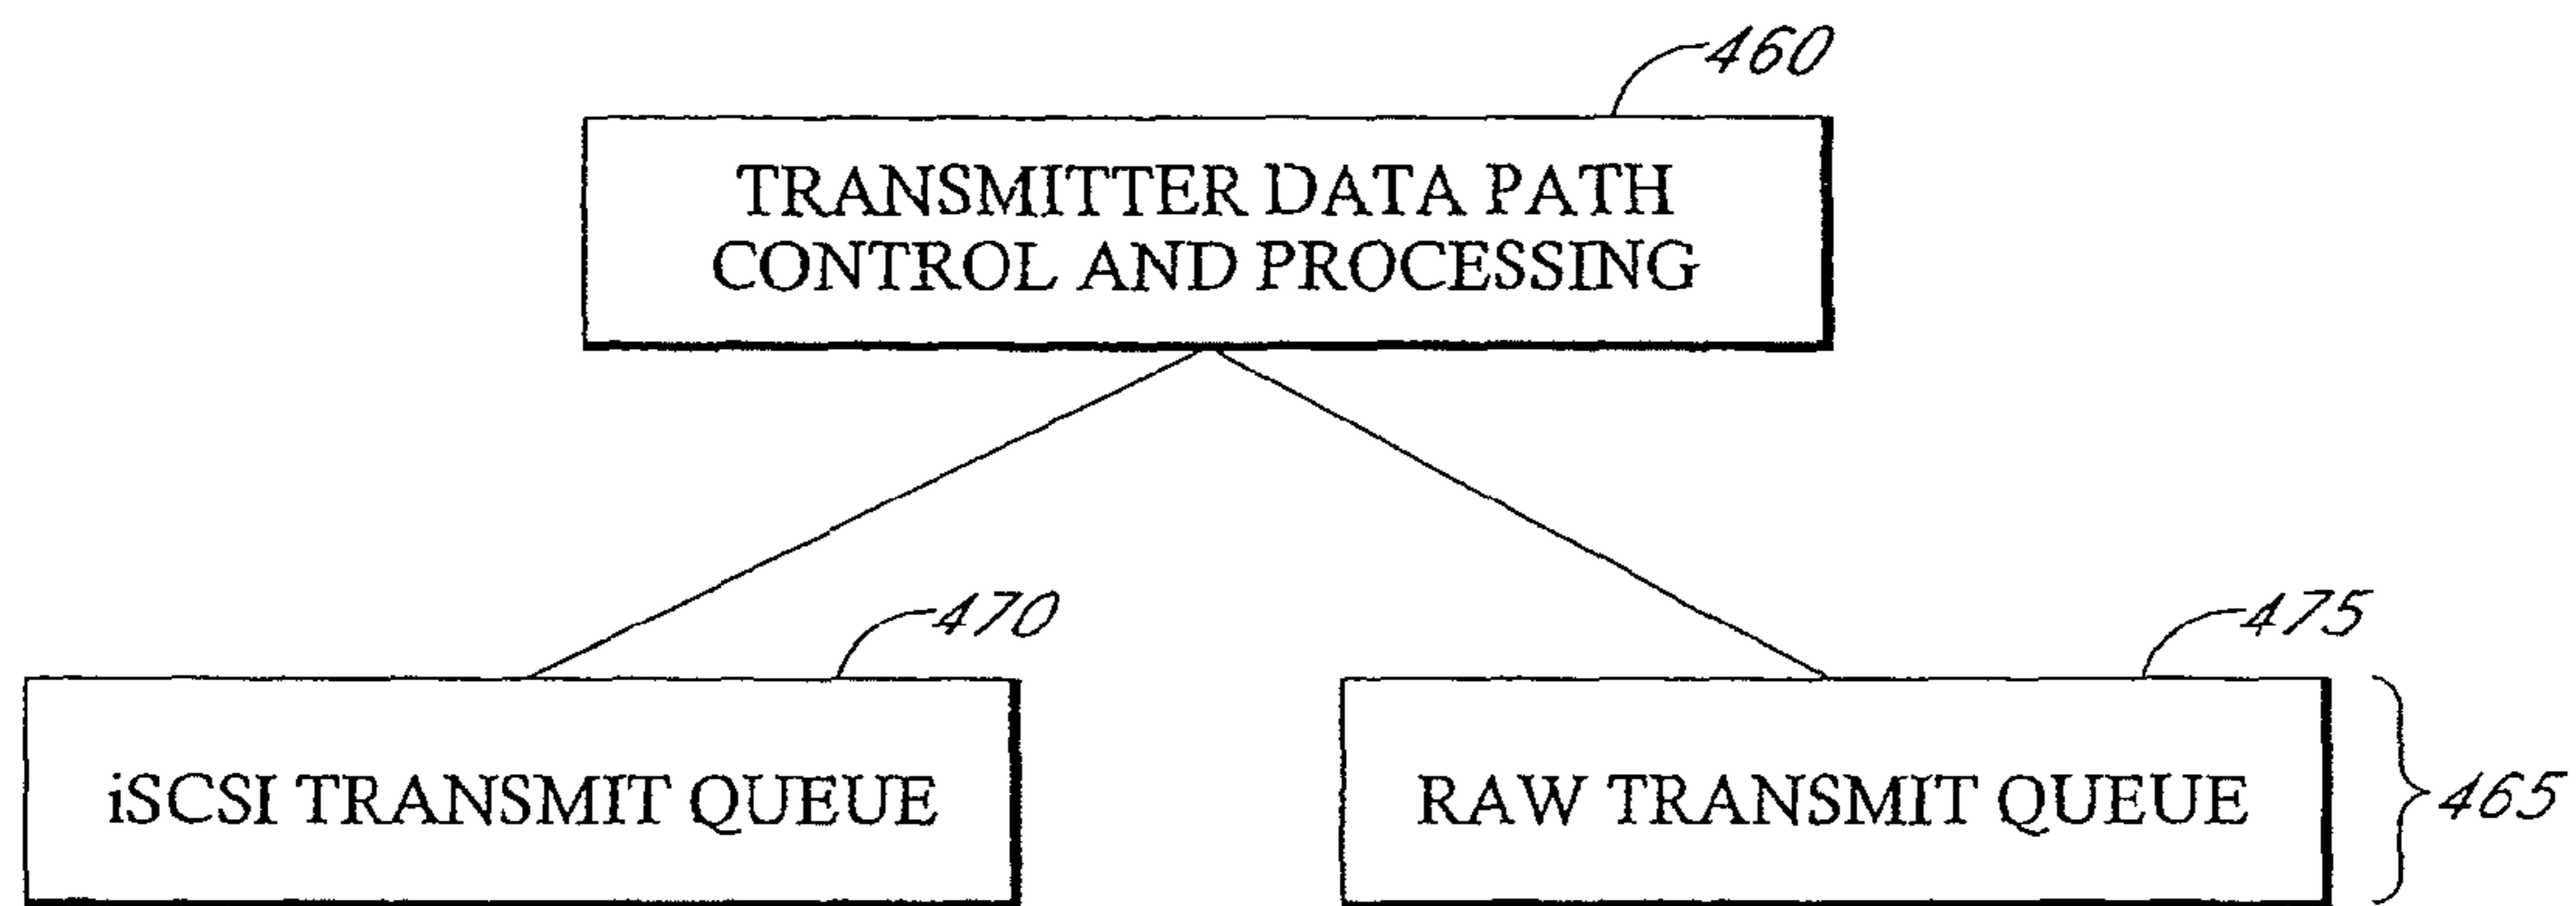 460
TRANSMITTER DATA PATH
CONTROL AND PROCESSING
470
475
iSCSI TRANSMIT QUEUE
RAW TRANSMIT QUEUE
465